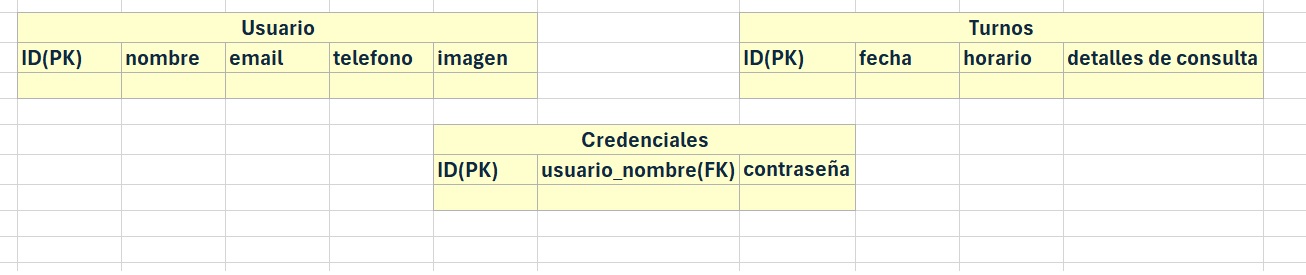 Usuario
ID(PK) nombre email telefono imagen
Turnos
ID(PK) fecha horario detalles de consulta
Credenciales
ID(PK) usuario_nombre(FK) contraseña